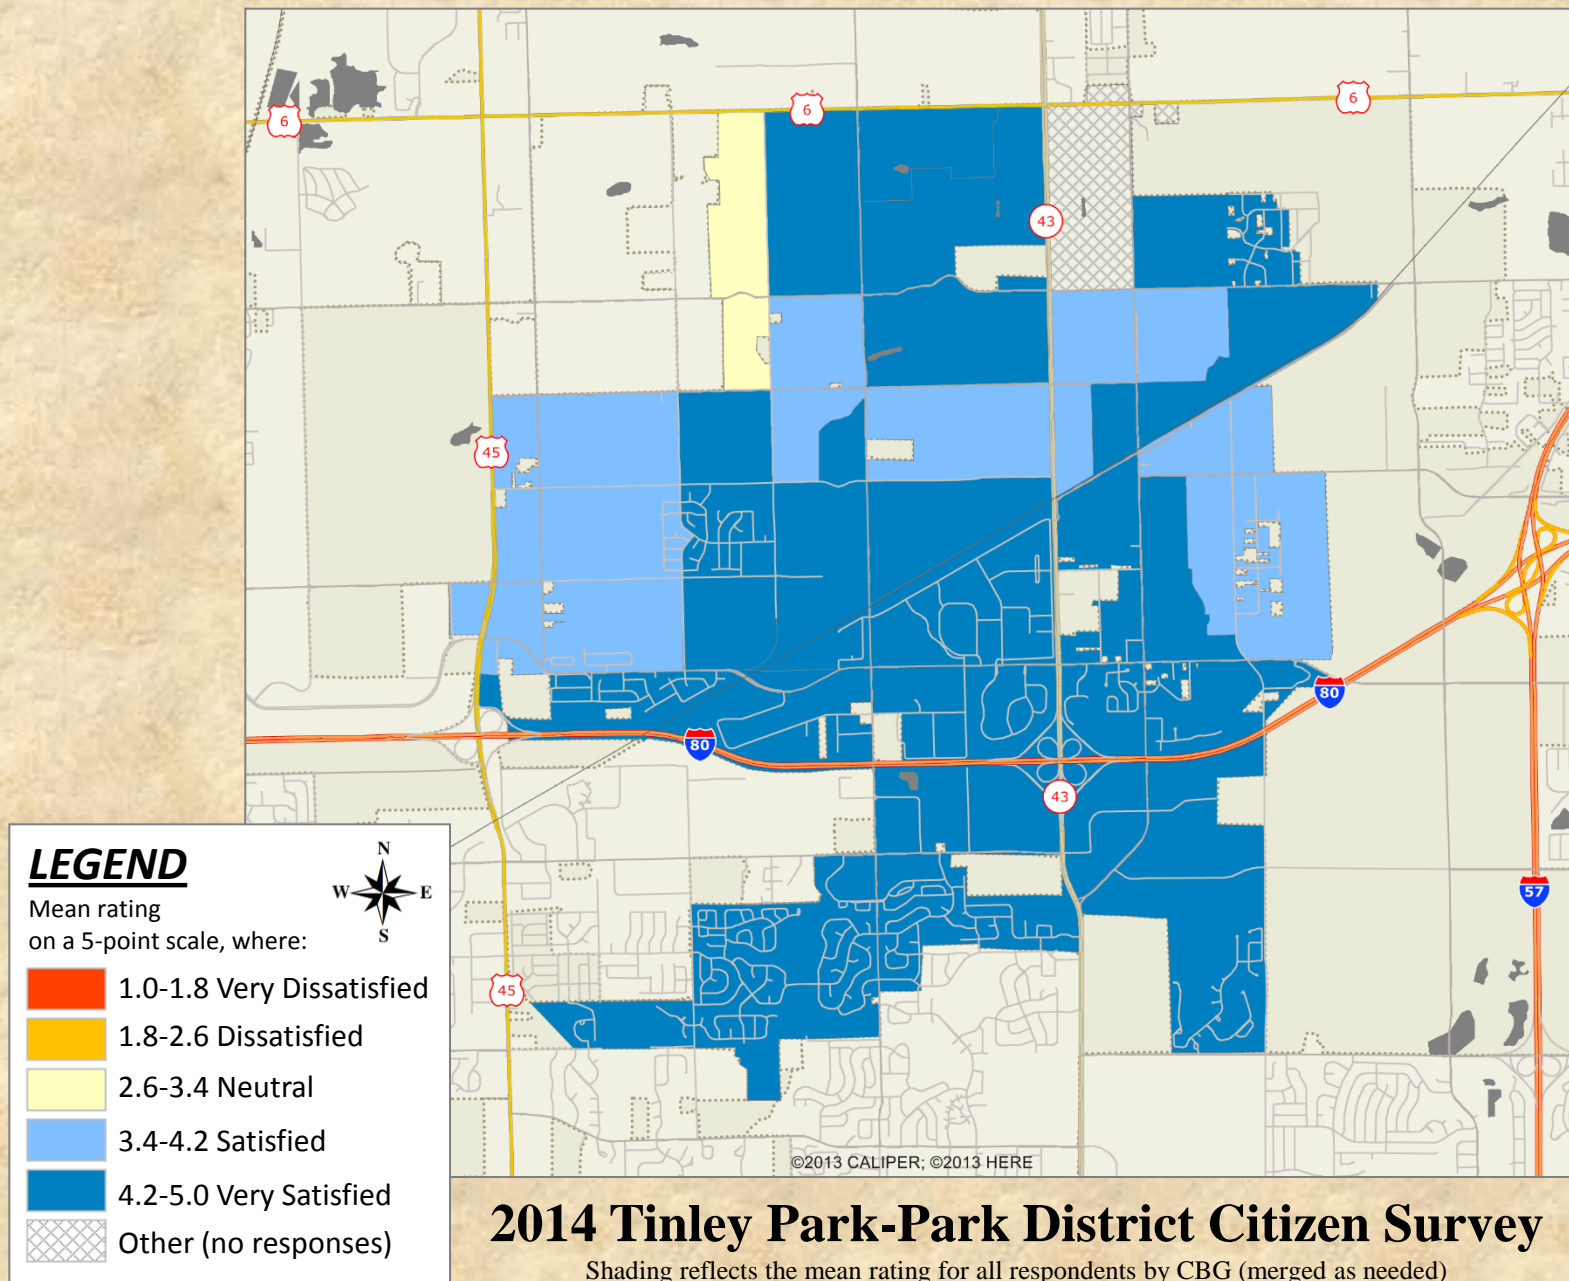 6
6
6
43
45
80
80
43
57
45
LEGEND
N
W E
S
Mean rating
on a 5-point scale, where:
1.0-1.8 Very Dissatisfied
1.8-2.6 Dissatisfied
2.6-3.4 Neutral
3.4-4.2 Satisfied
4.2-5.0 Very Satisfied
Other (no responses)
©2013 CALIPER; ©2013 HERE
2014 Tinley Park-Park District Citizen Survey
Shading reflects the mean rating for all respondents by CBG (merged as needed)